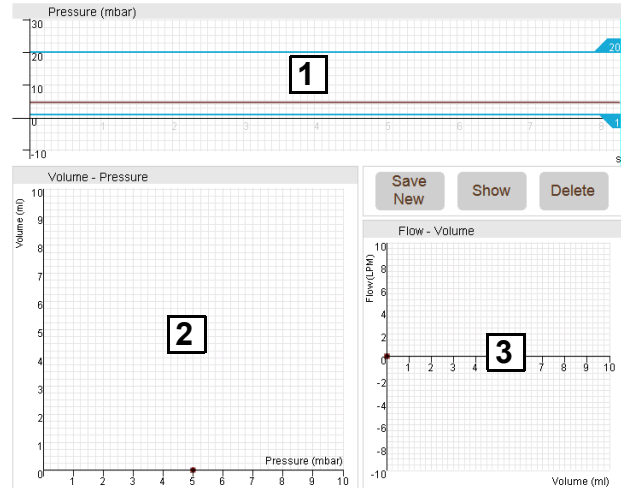 Pressure (mbar)
30
20
20
10
1
0
1 2 3 4 5 6 7 8
1
-10
s
Volume - Pressure
Save New
Show
Delete
10
9
8
7
6
5
4
3
2
1
0
Volume (ml)
2
Pressure (mbar)
1 2 3 4 5 6 7 8 9 10
Flow - Volume
10
8
6
4
2
0
-2
-4
-6
-8
-10
Flow (LPM)
3
1 2 3 4 7 8 9 10
Volume (ml)